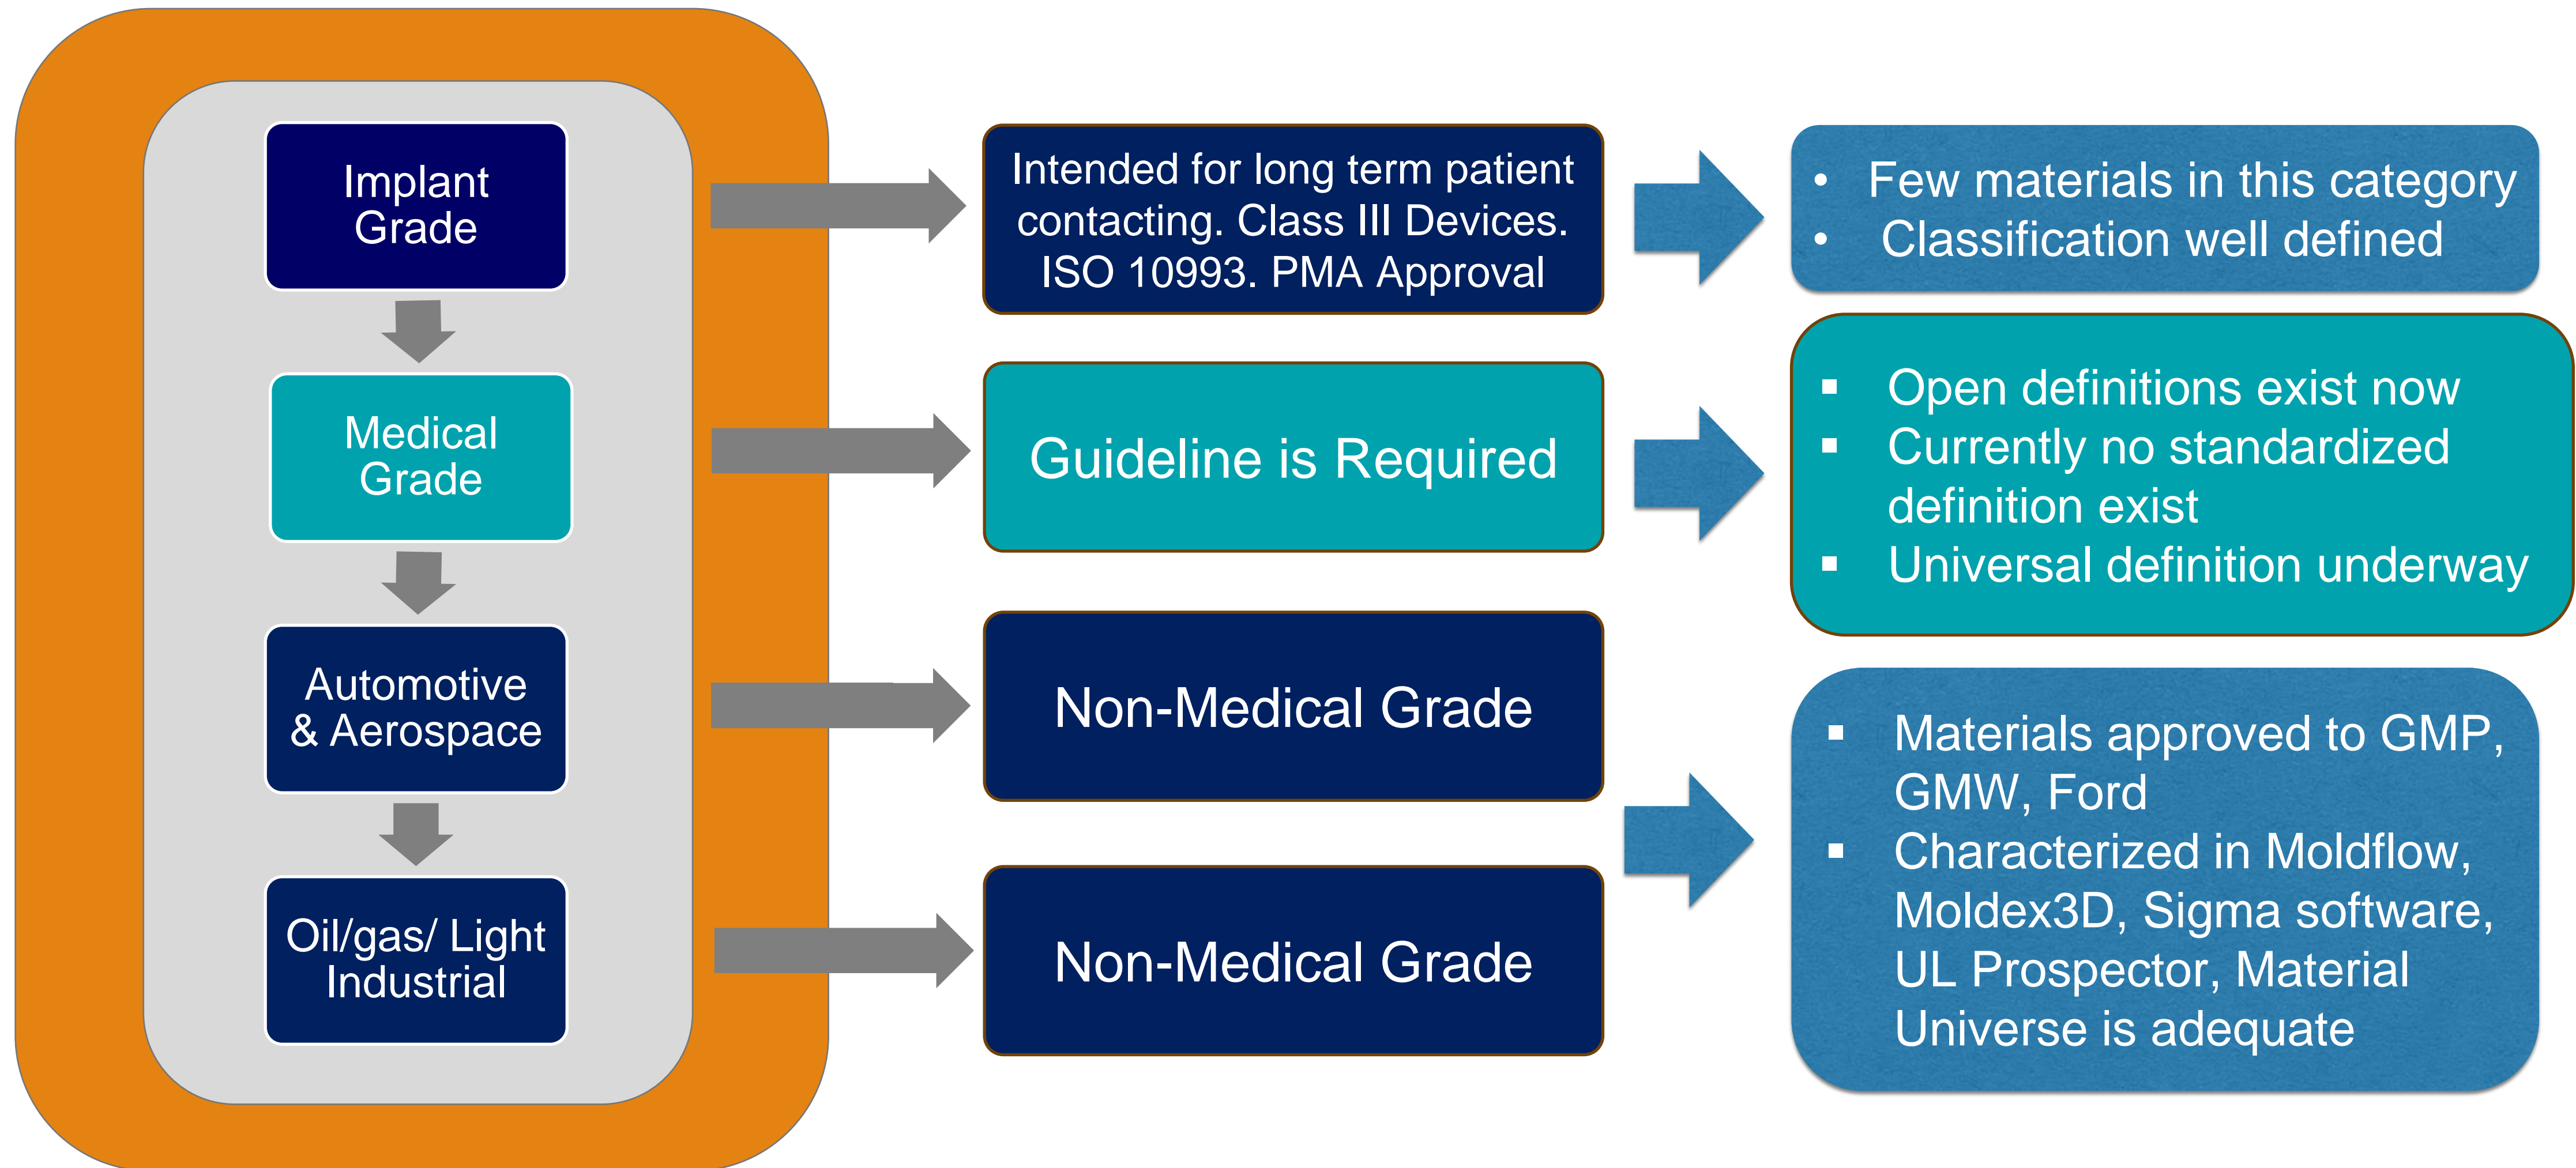 Implant
Grade
Intended for long term patient
contacting. Class III Devices.
ISO 10993. PMA Approval
• Few materials in this category
• Classification well defined
Medical
Grade
Guideline is Required
▪ Open definitions exist now
▪ Currently no standardized
definition exist
▪ Universal definition underway
Automotive
& Aerospace
Non-Medical Grade
Oil/gas/ Light
Industrial
Non-Medical Grade
▪ Materials approved to GMP,
GMW, Ford
▪ Characterized in Moldflow,
Moldex3D, Sigma software,
UL Prospector, Material
Universe is adequate